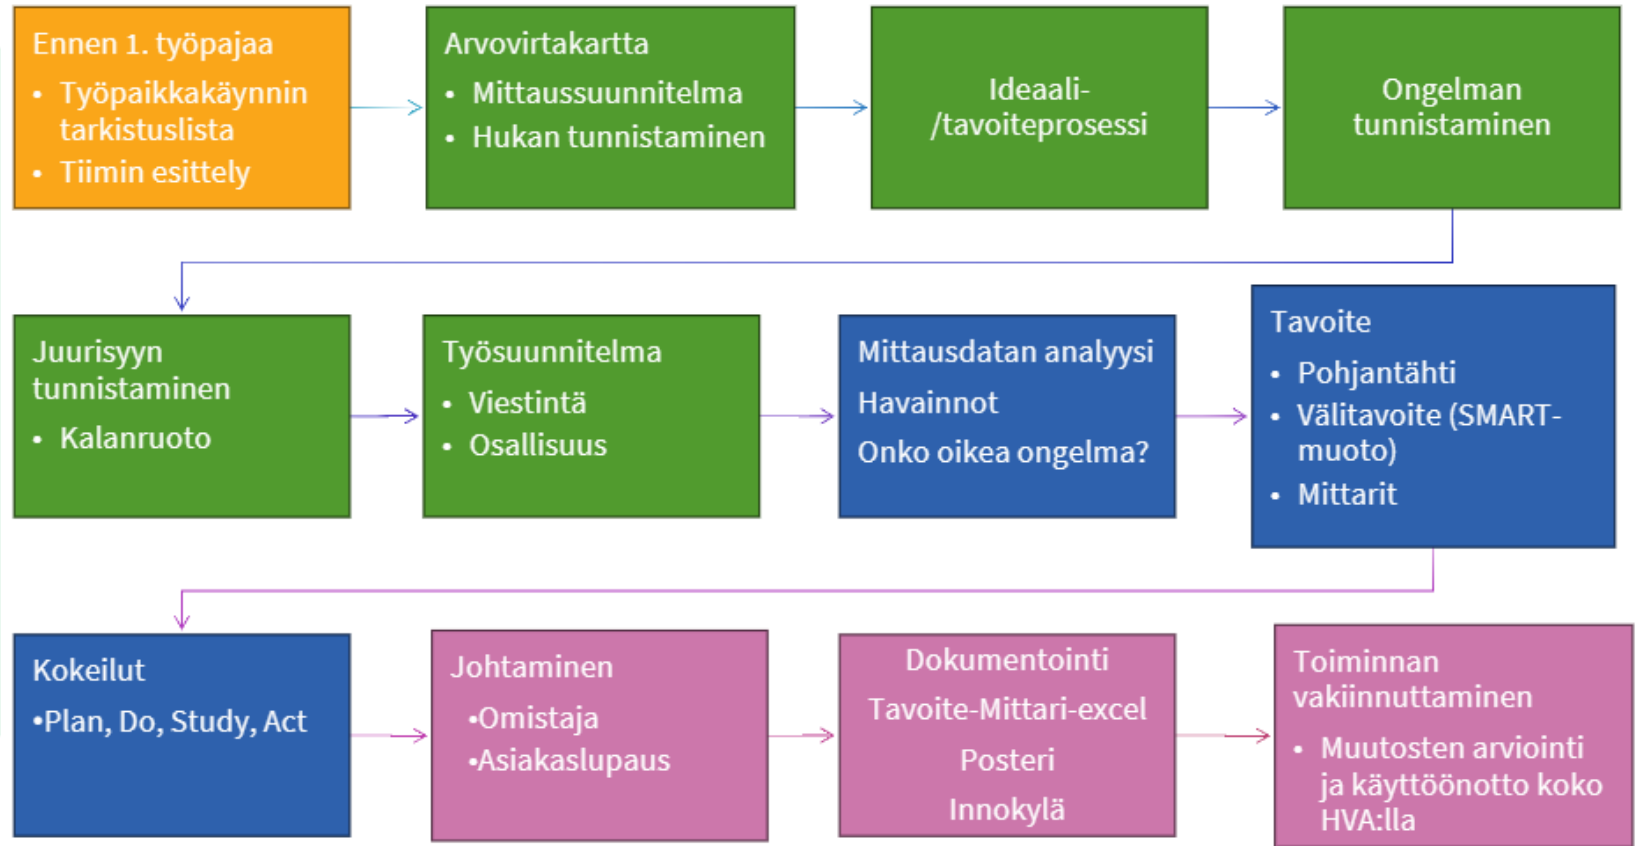 Ennen 1. työpajaa
• Työpaikkakäynnin
tarkistuslista
• Tiimin esittely
Arvovirtakartta
• Mittaussuunnitelma
• Hukan tunnistaminen
Ideaali-
/tavoiteprosessi
Ongelman
tunnistaminen
Juurisyyn
tunnistaminen
• Kalanruoto
Työsuunnitelma
• Viestintä
• Osallisuus
Mittausdatan analyysi
Havainnot
Onko oikea ongelma?
Tavoite
• Pohjantähti
• Välitavoite (SMART-
muoto)
• Mittarit
Kokeilut
•Plan, Do, Study, Act
Johtaminen
•Omistaja
•Asiakaslupaus
Dokumentointi
Tavoite-Mittari-excel
Posteri
Innokylä
Toiminnan
vakiinnuttaminen
• Muutosten arviointi
ja käyttöönotto koko
HVA:lla